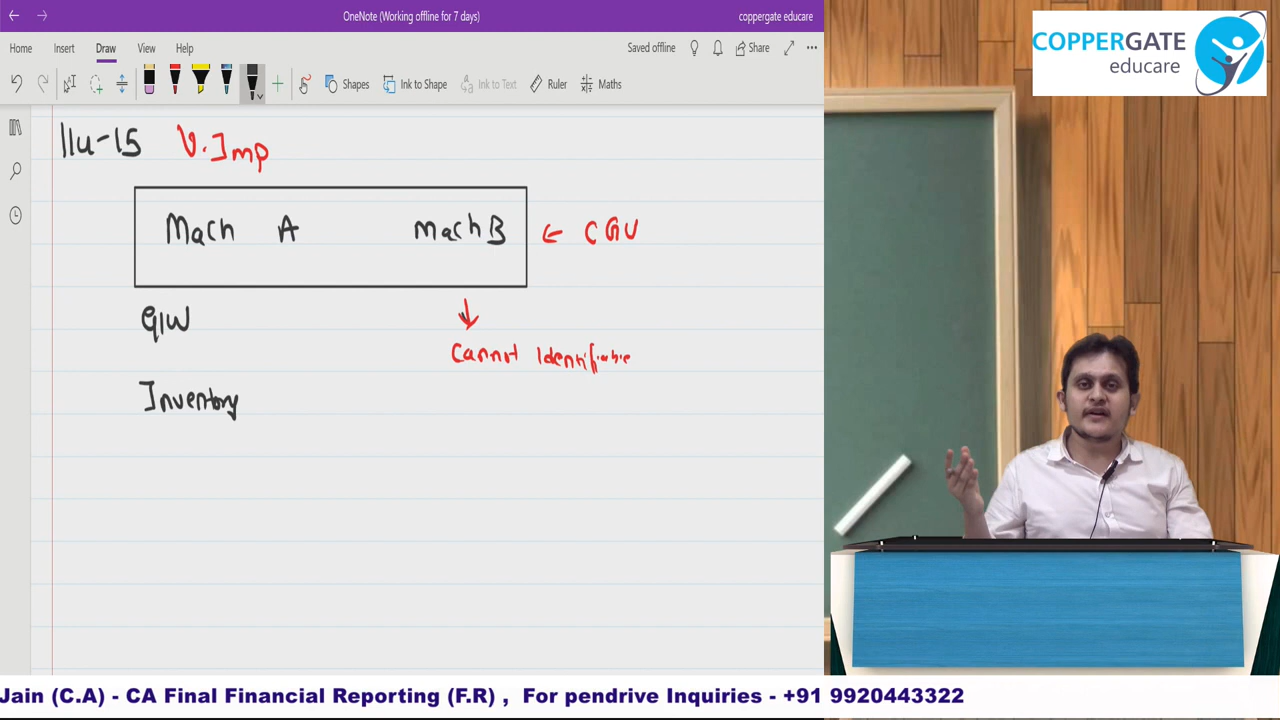 OneNote (Working offline for 7 days)
coppergate educare
Home Insert Draw View Help
Saved offline
Share
Shapes Ink to Shape Ink to Text Ruler Maths
COPPERGATE
educare
Illu-15 V.Imp
Mach A mach B ← CGU
G/W
Cannot Identifiable
Inventory
Jain (C.A) - CA Final Financial Reporting (F.R) , For pendrive Inquiries - +91 9920443322